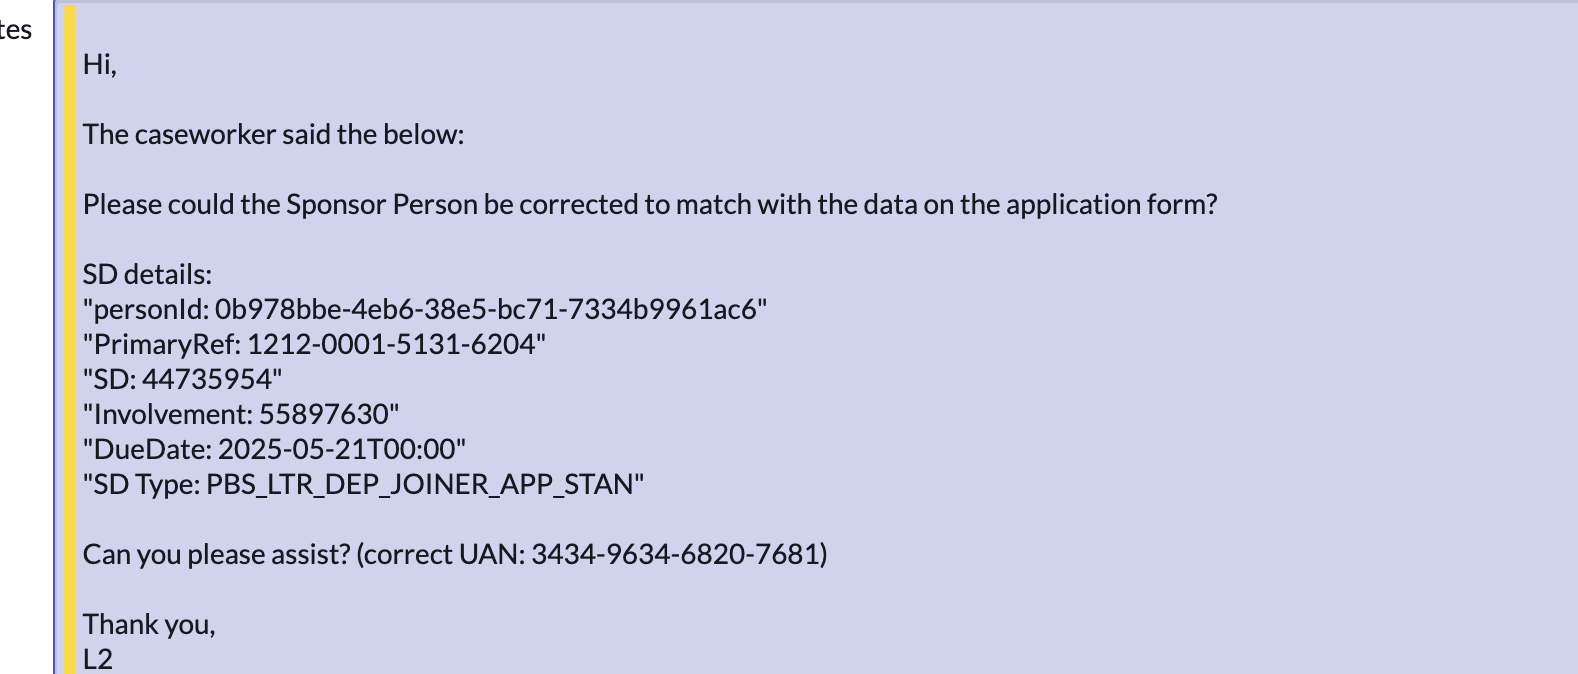 tes
Hi,
The caseworker said the below:
Please could the Sponsor Person be corrected to match with the data on the application form?
SD details:
"personId: 0b978bbe-4eb6-38e5-bc71-7334b9961ac6"
"PrimaryRef: 1212-0001-5131-6204"
"SD: 44735954"
"Involvement: 55897630"
"DueDate: 2025-05-21T00:00"
"SD Type: PBS_LTR_DEP_JOINER_APP_STAN"
Can you please assist? (correct UAN: 3434-9634-6820-7681)
Thank you,
L2